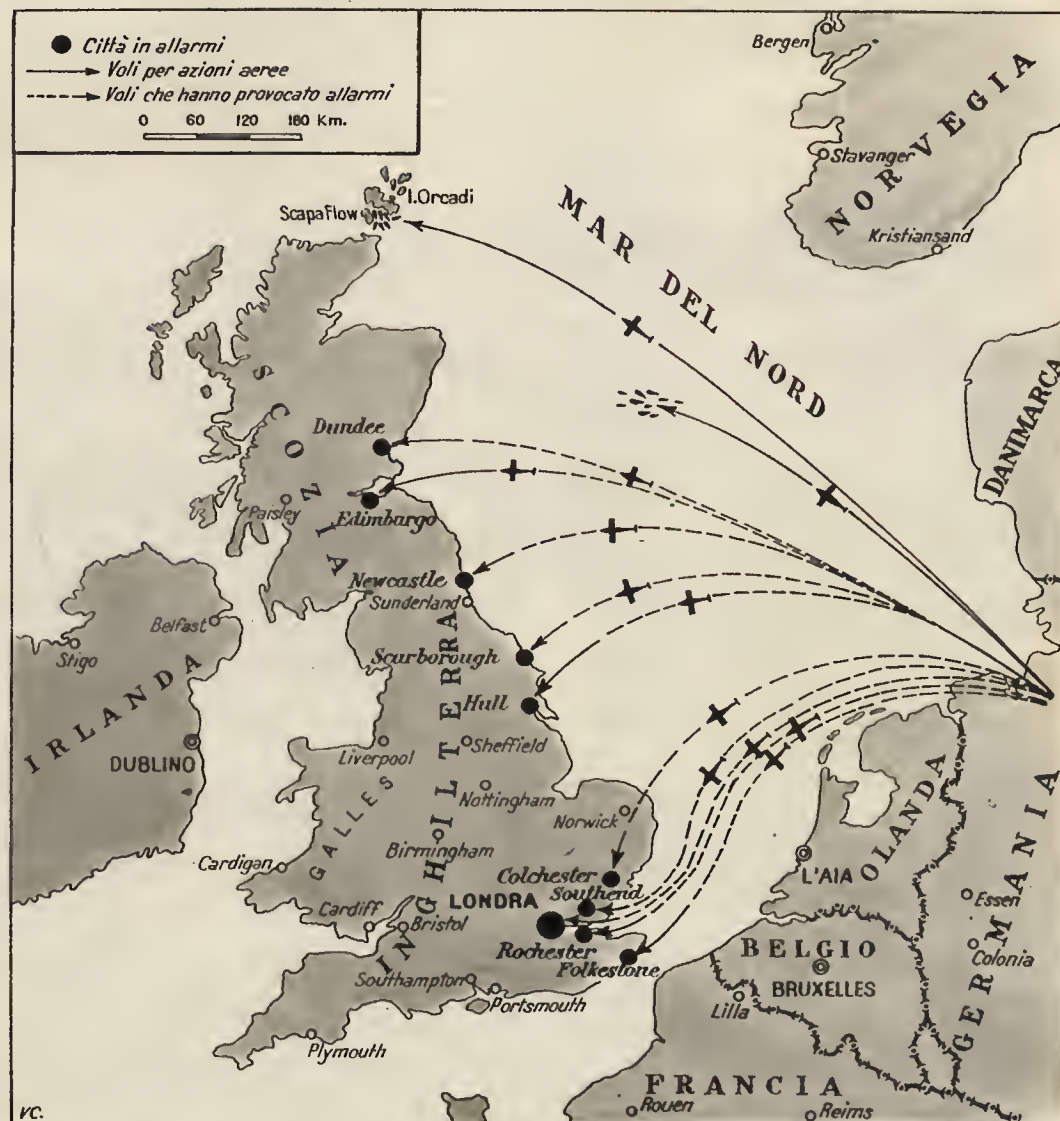 Città in allarmi
Voli per azioni aeree
Voli che hanno provocato allarmi
0 60 120 180 Km.
Bergen
Stavanger
NORVEGIA
Kristiansand
I. Orcadi
Scapa Flow
MAR DEL NORD
DANIMARCA
SCOZIA
Dundee
Paisley
Edimbargo
Newcastle
Sunderland
Belfast
Stigo
Scarborough
IRLANDA
Hull
DUBLINO
Liverpool
Sheffield
INGHILTERRA
Nottingham
GALLES
Norwick
Birmingham
Cardigan
Colchester
Southend
LONDRA
Cardiff
Bristol
Rochester
Folkestone
Southampton
Portsmouth
Plymouth
OLANDA
L'AIA
GERMANIA
Essen
Colonia
BELGIO
BRUXELLES
Lilla
FRANCIA
Rouen
Reims
VC.